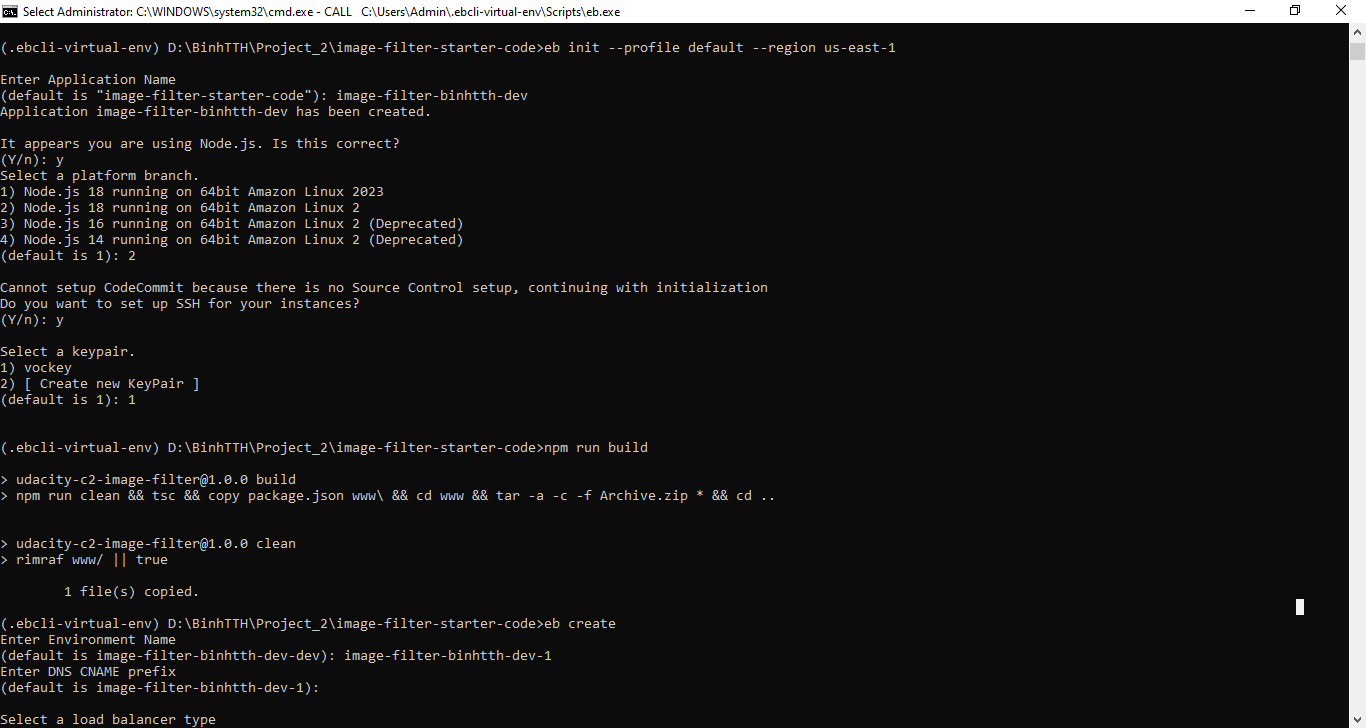 Select Administrator: C:\WINDOWS\system32\cmd.exe - CALL C:\Users\Admin\.ebcli-virtual-env\Scripts\eb.exe
(.ebcli-virtual-env) D:\BinhTTH\Project_2\image-filter-starter-code>eb init --profile default --region us-east-1
Enter Application Name
(default is "image-filter-starter-code"): image-filter-binhtth-dev
Application image-filter-binhtth-dev has been created.
It appears you are using Node.js. Is this correct?
(Y/n): y
Select a platform branch.
1) Node.js 18 running on 64bit Amazon Linux 2023
2) Node.js 18 running on 64bit Amazon Linux 2
3) Node.js 16 running on 64bit Amazon Linux 2 (Deprecated)
4) Node.js 14 running on 64bit Amazon Linux 2 (Deprecated)
(default is 1): 2
Cannot setup CodeCommit because there is no Source Control setup, continuing with initialization
Do you want to set up SSH for your instances?
(Y/n): y
Select a keypair.
1) vockey
2) [ Create new KeyPair ]
(default is 1): 1
(.ebcli-virtual-env) D:\BinhTTH\Project_2\image-filter-starter-code>npm run build
> udacity-c2-image-filter@1.0.0 build
> npm run clean && tsc && copy package.json www\ && cd www && tar -a -c -f Archive.zip * && cd ..
> udacity-c2-image-filter@1.0.0 clean
> rimraf www/ || true
1 file(s) copied.
(.ebcli-virtual-env) D:\BinhTTH\Project_2\image-filter-starter-code>eb create
Enter Environment Name
(default is image-filter-binhtth-dev-dev): image-filter-binhtth-dev-1
Enter DNS CNAME prefix
(default is image-filter-binhtth-dev-1):
Select a load balancer type